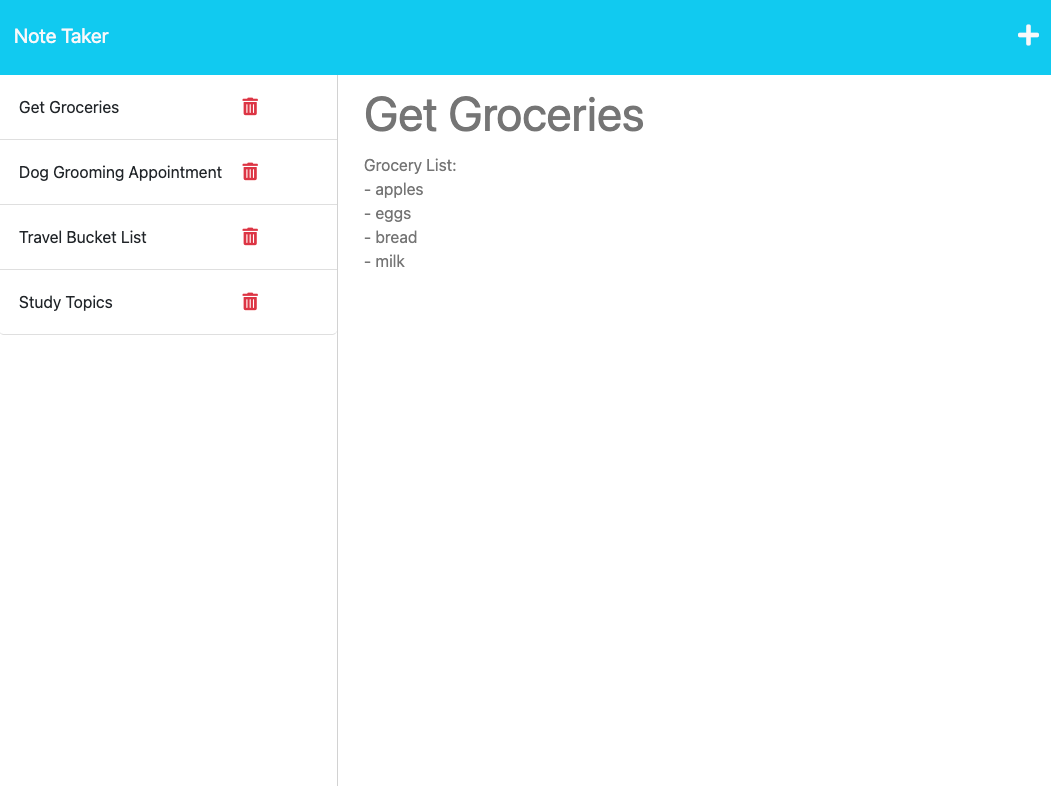 Note Taker
Get Groceries
Dog Grooming Appointment
Travel Bucket List
Study Topics
Get Groceries
Grocery List:
- apples
- eggs
- bread
- milk